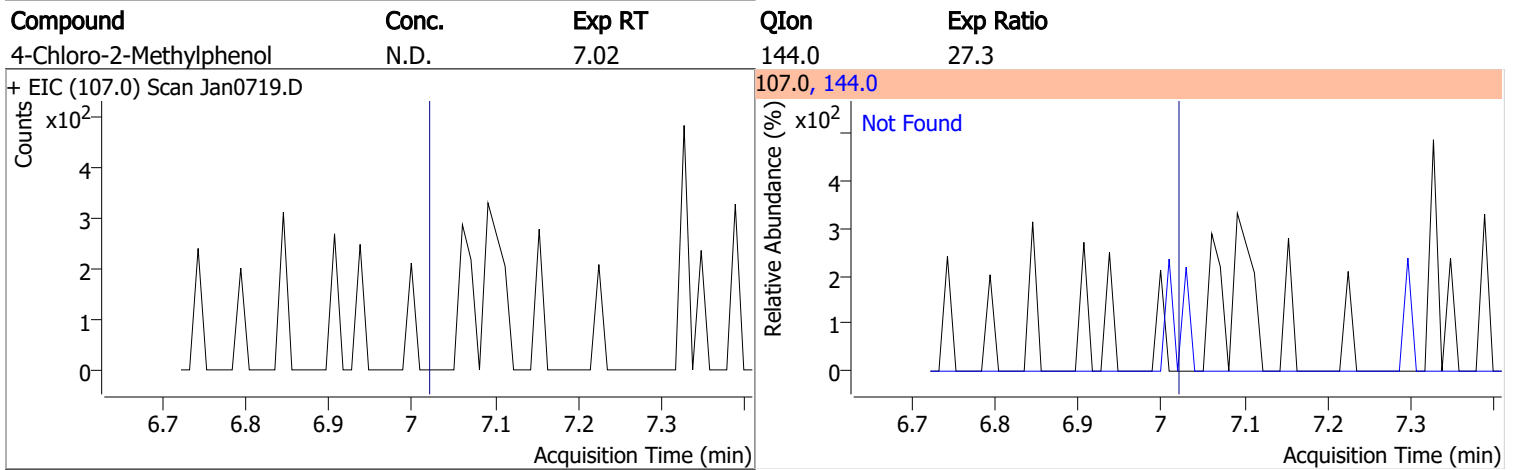 Compound Conc. Exp RT QIon Exp Ratio
4-Chloro-2-Methylphenol N.D. 7.02 144.0 27.3
+ EIC (107.0) Scan Jan0719.D
Counts
x10²
4
3
2
1
0
6.7 6.8 6.9 7 7.1 7.2 7.3
Acquisition Time (min)
107.0, 144.0
Relative Abundance (%)
x10²
Not Found
4
3
2
1
0
6.7 6.8 6.9 7 7.1 7.2 7.3
Acquisition Time (min)